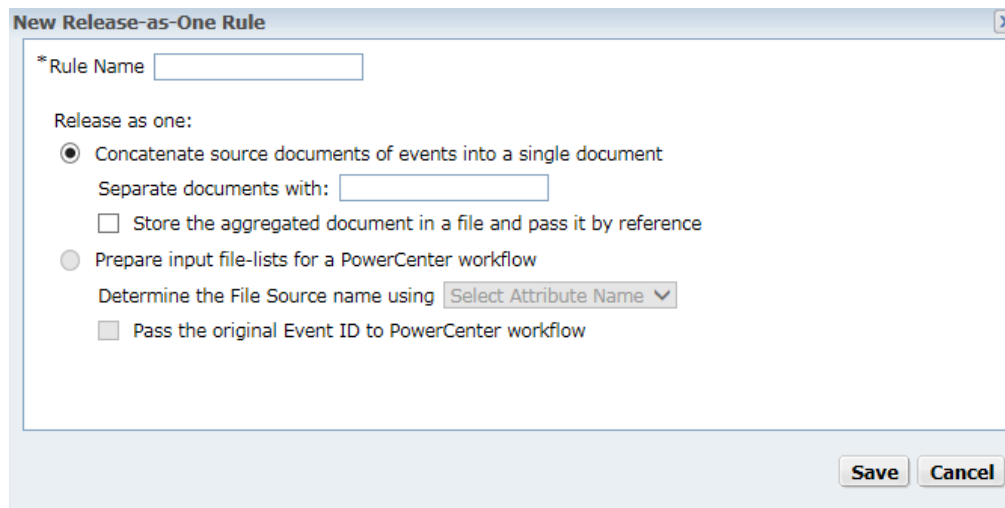 New Release-as-One Rule
*Rule Name
Release as one:
Concatenate source documents of events into a single document
Separate documents with:
Store the aggregated document in a file and pass it by reference
Prepare input file-lists for a PowerCenter workflow
Determine the File Source name using Select Attribute Name
Pass the original Event ID to PowerCenter workflow
Save Cancel